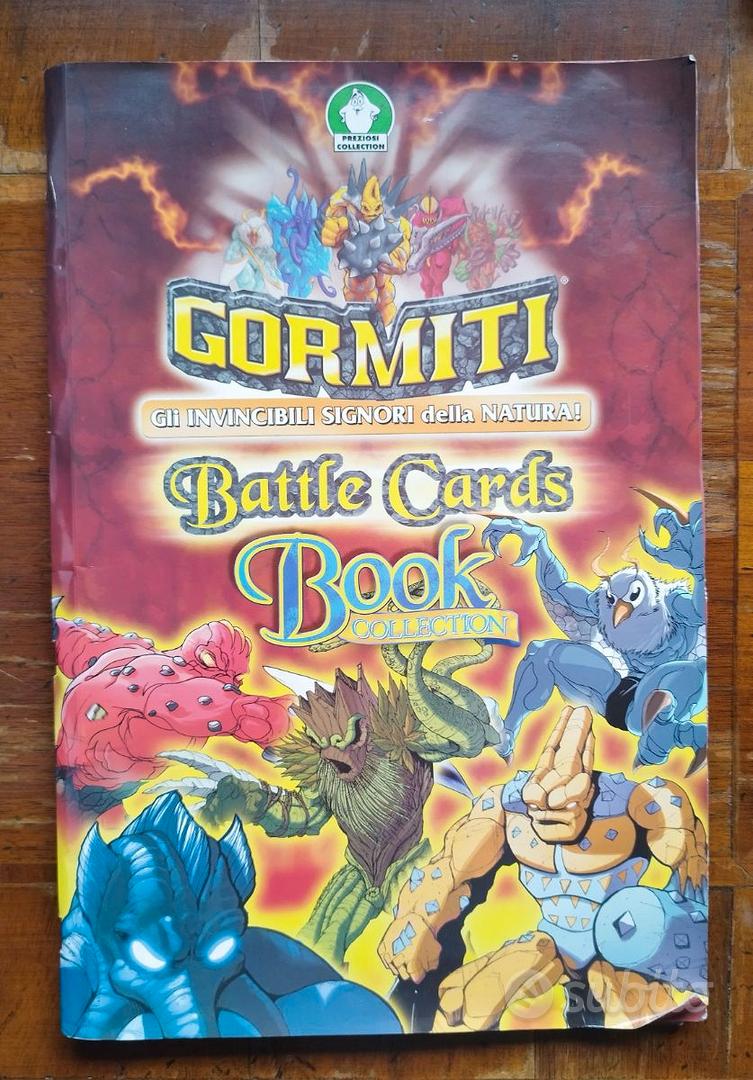 PREZIOSI
COLLECTION
GORMITI®
Gli INVINCIBILI SIGNORI della NATURA!
Battle Cards
Book
COLLECTION
subito